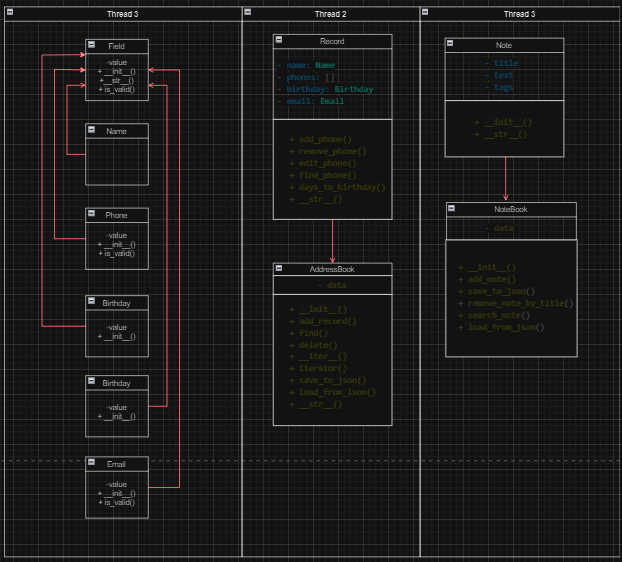 Thread 3
Field
-value
+ __init__()
+__str__()
+ is_valid()
Name
Phone
-value
+ __init__()
+ is_valid()
Birthday
-value
+ __init__()
Birthday
-value
+ __init__()
Email
-value
+ __init__()
+ is_valid()
Thread 2
Record
- name: Name
- phones: []
- birthday: Birthday
- email: Email
+ add_phone()
+ remove_phone()
+ edit_phone()
+ find_phone()
+ days_to_birthday()
+ __str__()
AddressBook
- data
+ __init__()
+ add_record()
+ find()
+ delete()
+ __iter__()
+ iterator()
+ save_to_json()
+ load_from_ison()
+ __str__()
Thread 3
Note
- title
- text
- tags
+ __init__()
+ __str__()
NoteBook
- data
+ __init__()
+ add_note()
+ save_to_json()
+ remove_note_by_title()
+ search_note()
+ load_from_json()